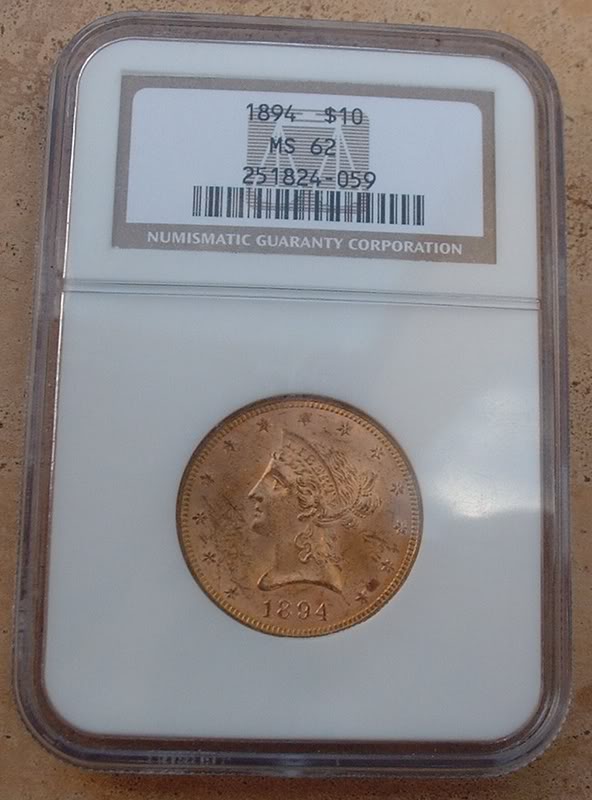 1894 $10
MS 62
251824-059
NUMISMATIC GUARANTY CORPORATION
1894